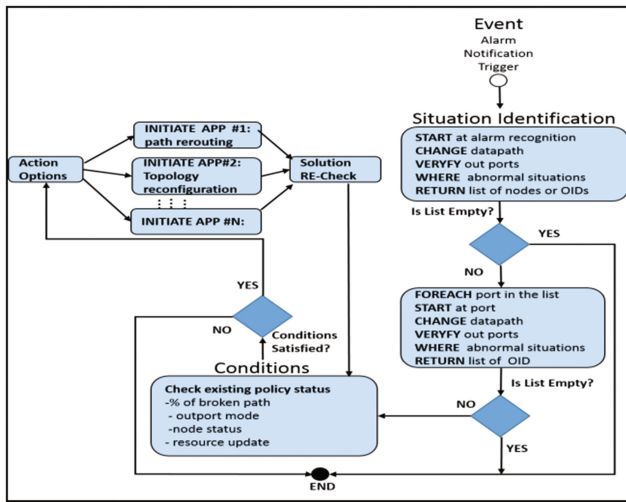 Event
Alarm
Notification
Trigger
Situation Identification
START at alarm recognition
CHANGE datapath
VERYFY out ports
WHERE abnormal situations
RETURN list of nodes or OIDs
Is List Empty?
YES
NO
FOREACH port in the list
START at port
CHANGE datapath
VERYFY out ports
WHERE abnormal situations
RETURN list of OID
Is List Empty?
NO
YES
Action
Options
INITIATE APP #1:
path rerouting
INITIATE APP#2:
Topology
reconfiguration
INITIATE APP #N:
Solution
RE-Check
YES
NO
Conditions
Satisfied?
Conditions
Check existing policy status
-% of broken path
- outport mode
-node status
- resource update
END